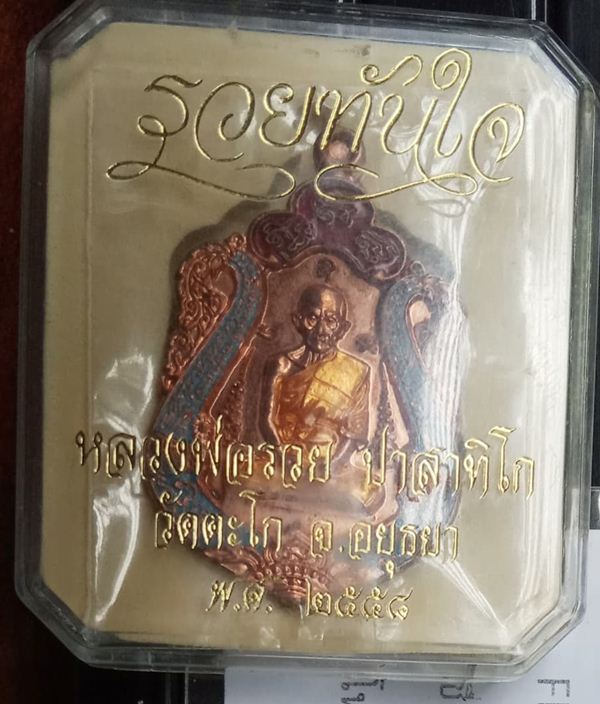 รวยทันใจ
หลวงพ่อรวย ปาสาทิโก
วัดตะโก อ.อยุธยา
พ.ศ. ๒๕๕๘